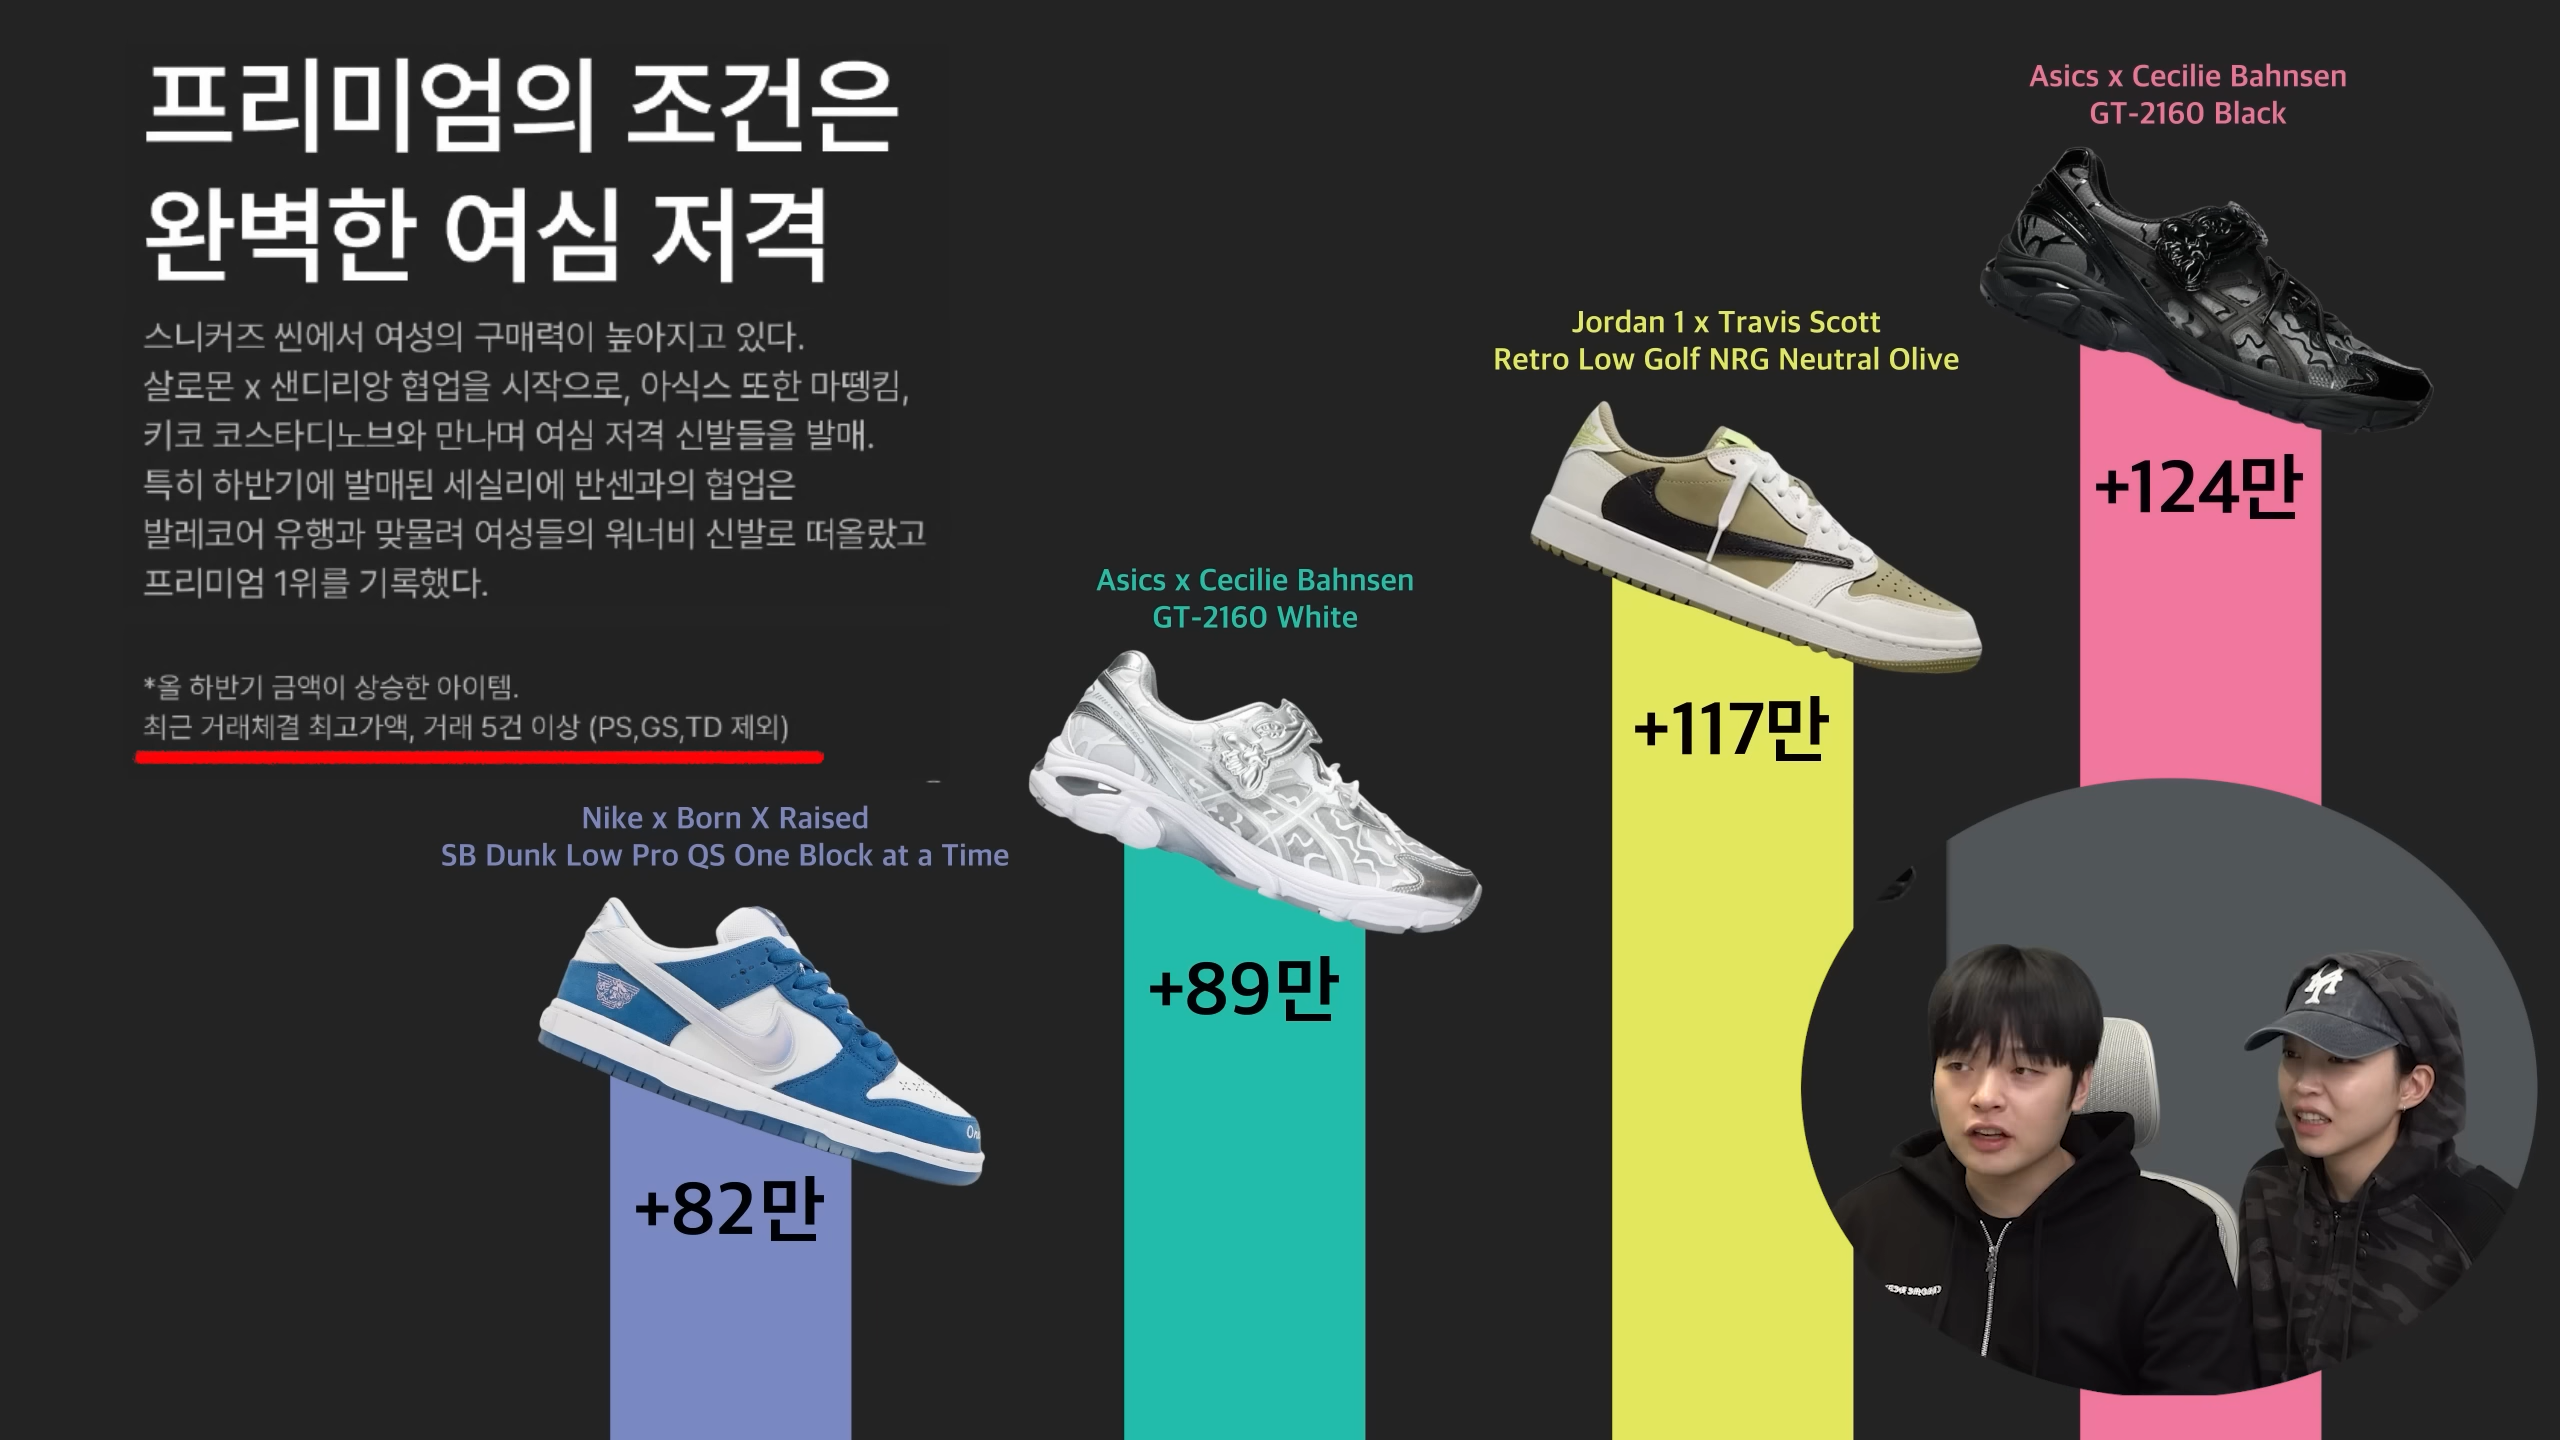 프리미엄의 조건은
완벽한 여심 저격
스니커즈 씬에서 여성의 구매력이 높아지고 있다.
살로몬 x 샌디리앙 협업을 시작으로, 아식스 또한 마뗑킴,
키코 코스타디노브와 만나며 여심 저격 신발들을 발매.
특히 하반기에 발매된 세실리에 반센과의 협업은
발레코어 유행과 맞물려 여성들의 워너비 신발로 떠올랐고
프리미엄 1위를 기록했다.
*올 하반기 금액이 상승한 아이템.
최근 거래체결 최고가액, 거래 5건 이상 (PS,GS,TD 제외)
Nike x Born X Raised
SB Dunk Low Pro QS One Block at a Time
+82만
Asics x Cecilie Bahnsen
GT-2160 White
+89만
Jordan 1 x Travis Scott
Retro Low Golf NRG Neutral Olive
+117만
Asics x Cecilie Bahnsen
GT-2160 Black
+124만